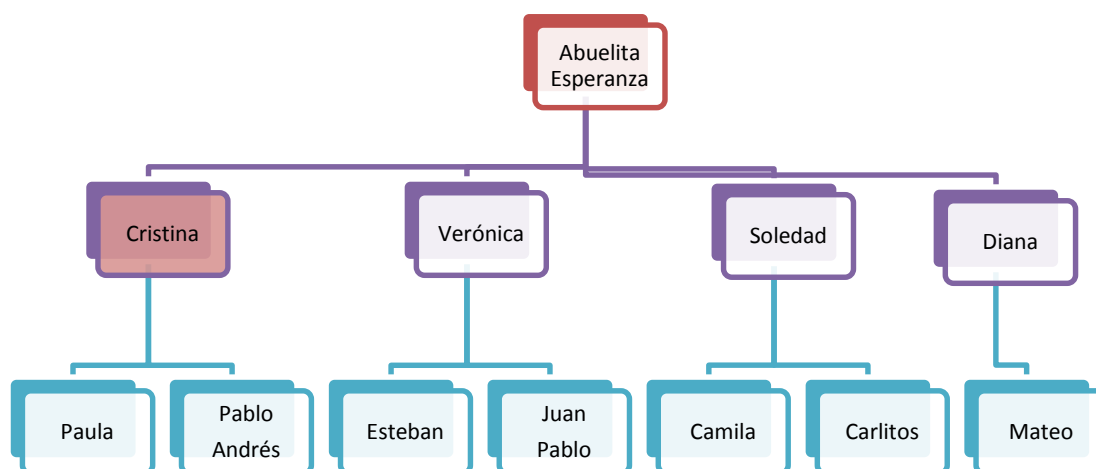 Abuelita
Esperanza
Cristina
Verónica
Soledad
Diana
Paula
Pablo
Andrés
Esteban
Juan
Pablo
Camila
Carlitos
Mateo